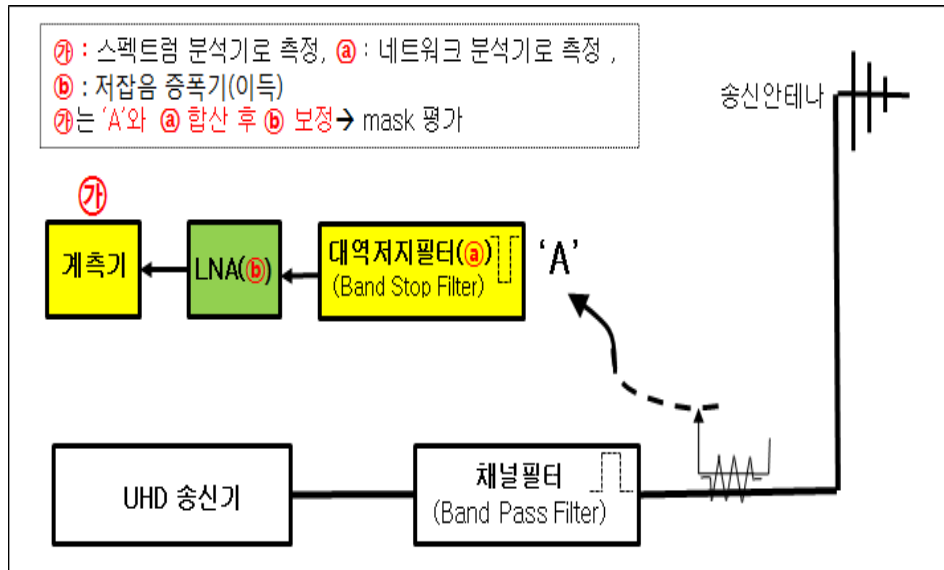 ㉮ : 스펙트럼 분석기로 측정, ⓐ : 네트워크 분석기로 측정 ,
ⓑ : 저잡음 증폭기(이득)
㉮는 ‘A’와 ⓐ 합산 후 ⓑ 보정→ mask 평가
송신안테나
㉮
계측기
LNA(ⓑ)
대역저지필터(ⓐ)
(Band Stop Filter)
‘A’
UHD 송신기
채널필터
(Band Pass Filter)